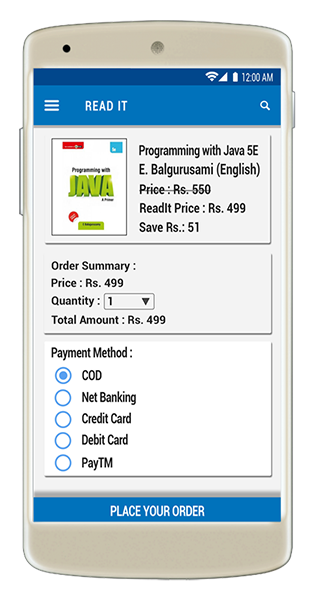 12:00 AM
READ IT
Programming with
JAVA
A Primer
Programming with Java 5E
E. Balgurusami (English)
Price : Rs. 550
ReadIt Price : Rs. 499
Save Rs.: 51
Order Summary :
Price : Rs. 499
Quantity : 1
Total Amount : Rs. 499
Payment Method :
COD
Net Banking
Credit Card
Debit Card
PayTM
PLACE YOUR ORDER